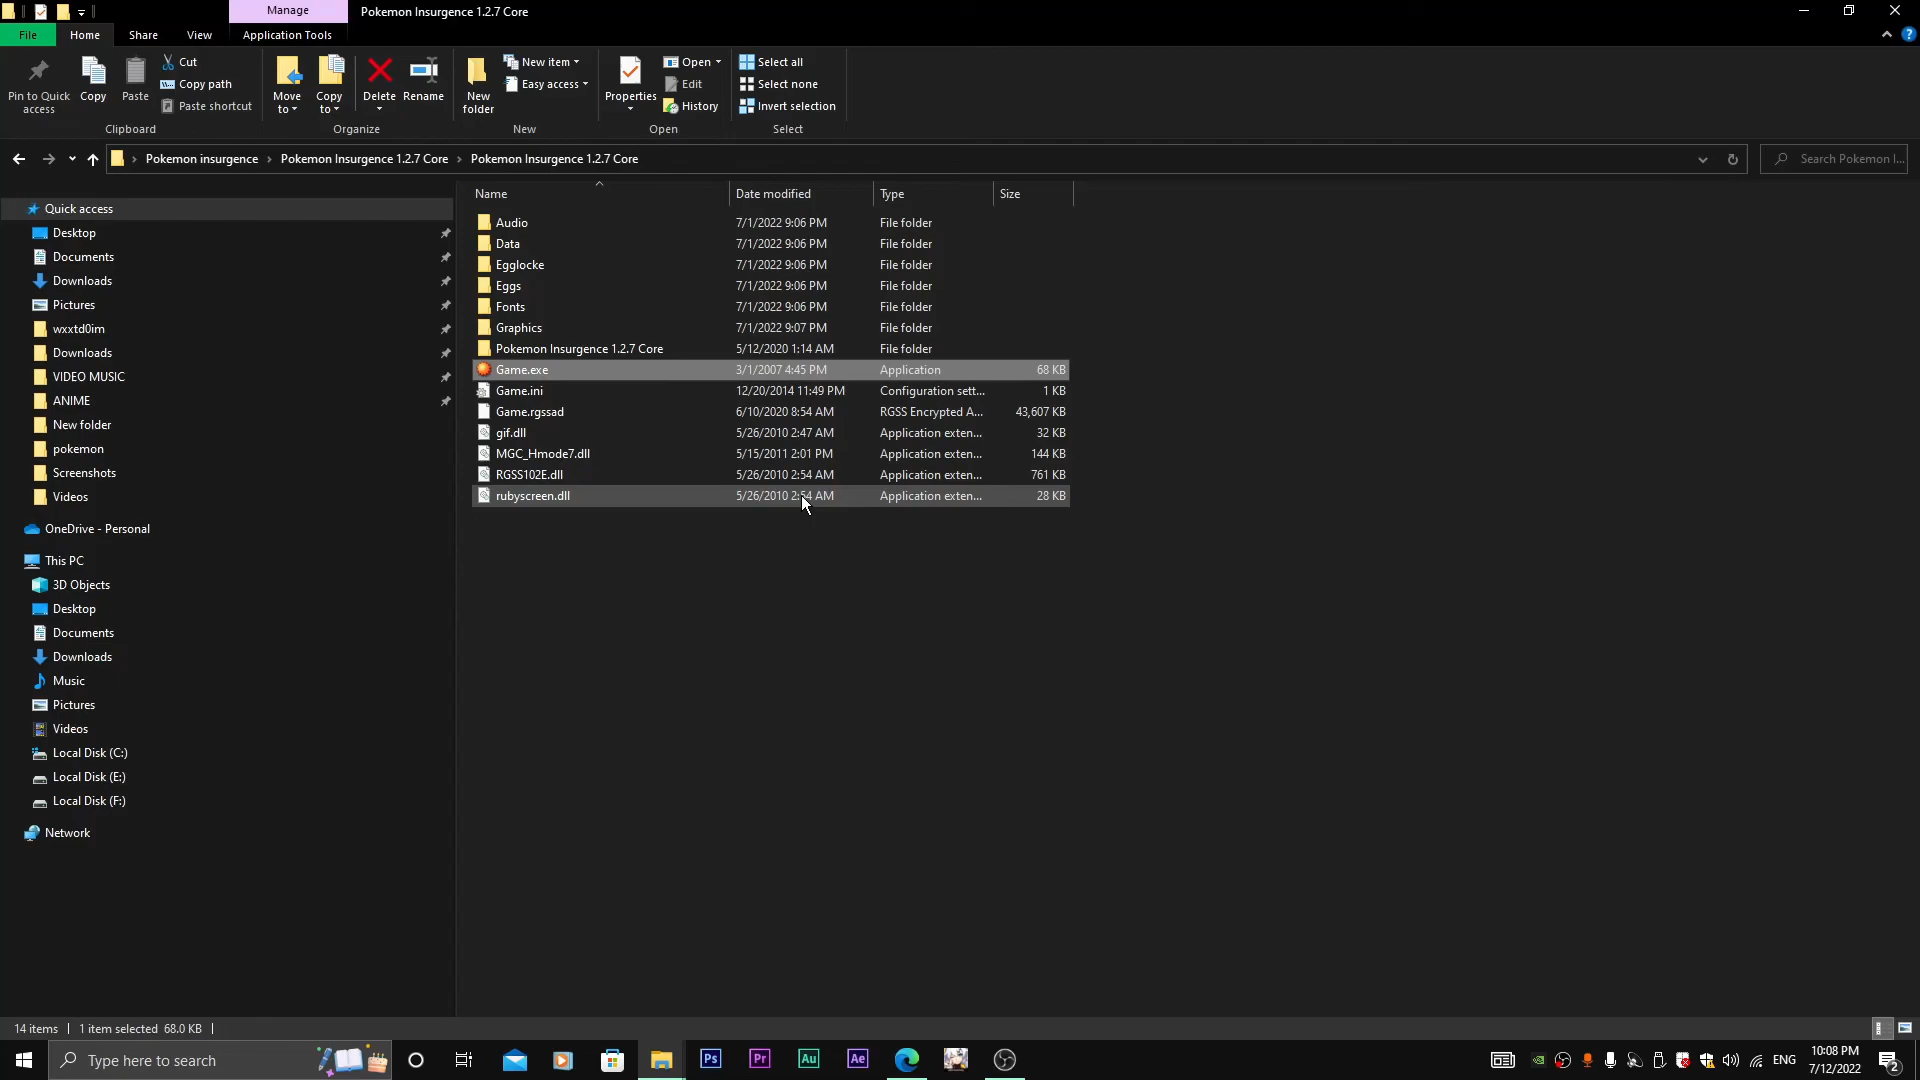 Manage
Pokemon Insurgence 1.2.7 Core
File
Home
Share
View
Application Tools
Pin to Quick access
Copy
Paste
Cut
Copy path
Paste shortcut
Move to
Copy to
Delete
Rename
New folder
New item
Easy access
Properties
Open
Edit
History
Select all
Select none
Invert selection
Clipboard
Organize
New
Open
Select
Pokemon insurgence > Pokemon Insurgence 1.2.7 Core > Pokemon Insurgence 1.2.7 Core
Search Pokemon I...
Quick access
Desktop
Documents
Downloads
Pictures
wxxtd0im
Downloads
VIDEO MUSIC
ANIME
New folder
pokemon
Screenshots
Videos
OneDrive - Personal
This PC
3D Objects
Desktop
Documents
Downloads
Music
Pictures
Videos
Local Disk (C:)
Local Disk (E:)
Local Disk (F:)
Network
Name Date modified Type Size
Audio 7/1/2022 9:06 PM File folder
Data 7/1/2022 9:06 PM File folder
Egglocke 7/1/2022 9:06 PM File folder
Eggs 7/1/2022 9:06 PM File folder
Fonts 7/1/2022 9:06 PM File folder
Graphics 7/1/2022 9:07 PM File folder
Pokemon Insurgence 1.2.7 Core 5/12/2020 1:14 AM File folder
Game.exe 3/1/2007 4:45 PM Application 68 KB
Game.ini 12/20/2014 11:49 PM Configuration sett... 1 KB
Game.rgssad 6/10/2020 8:54 AM RGSS Encrypted A... 43,607 KB
gif.dll 5/26/2010 2:47 AM Application exten... 32 KB
MGC_Hmode7.dll 5/15/2011 2:01 PM Application exten... 144 KB
RGSS102E.dll 5/26/2010 2:54 AM Application exten... 761 KB
rubyscreen.dll 5/26/2010 2:54 AM Application exten... 28 KB
14 items
1 item selected 68.0 KB
Type here to search
Ps
Pr
Au
Ae
ENG
10:08 PM
7/12/2022
2